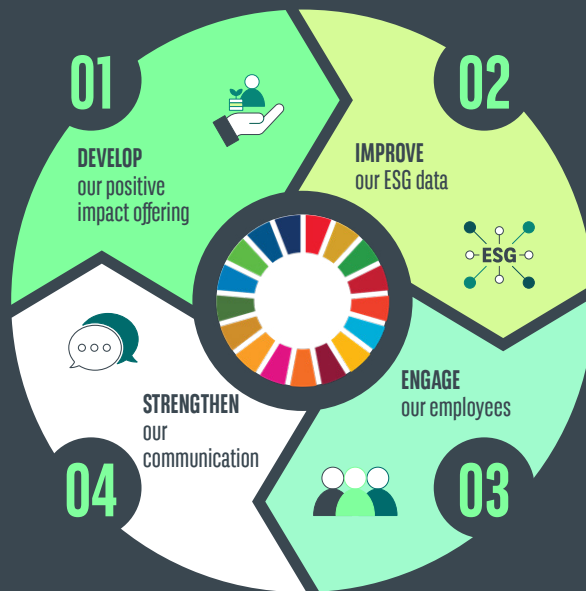 01
DEVELOP
our positive
impact offering
02
IMPROVE
our ESG data
ESG
ENGAGE
our employees
03
STRENGTHEN
our
communication
04